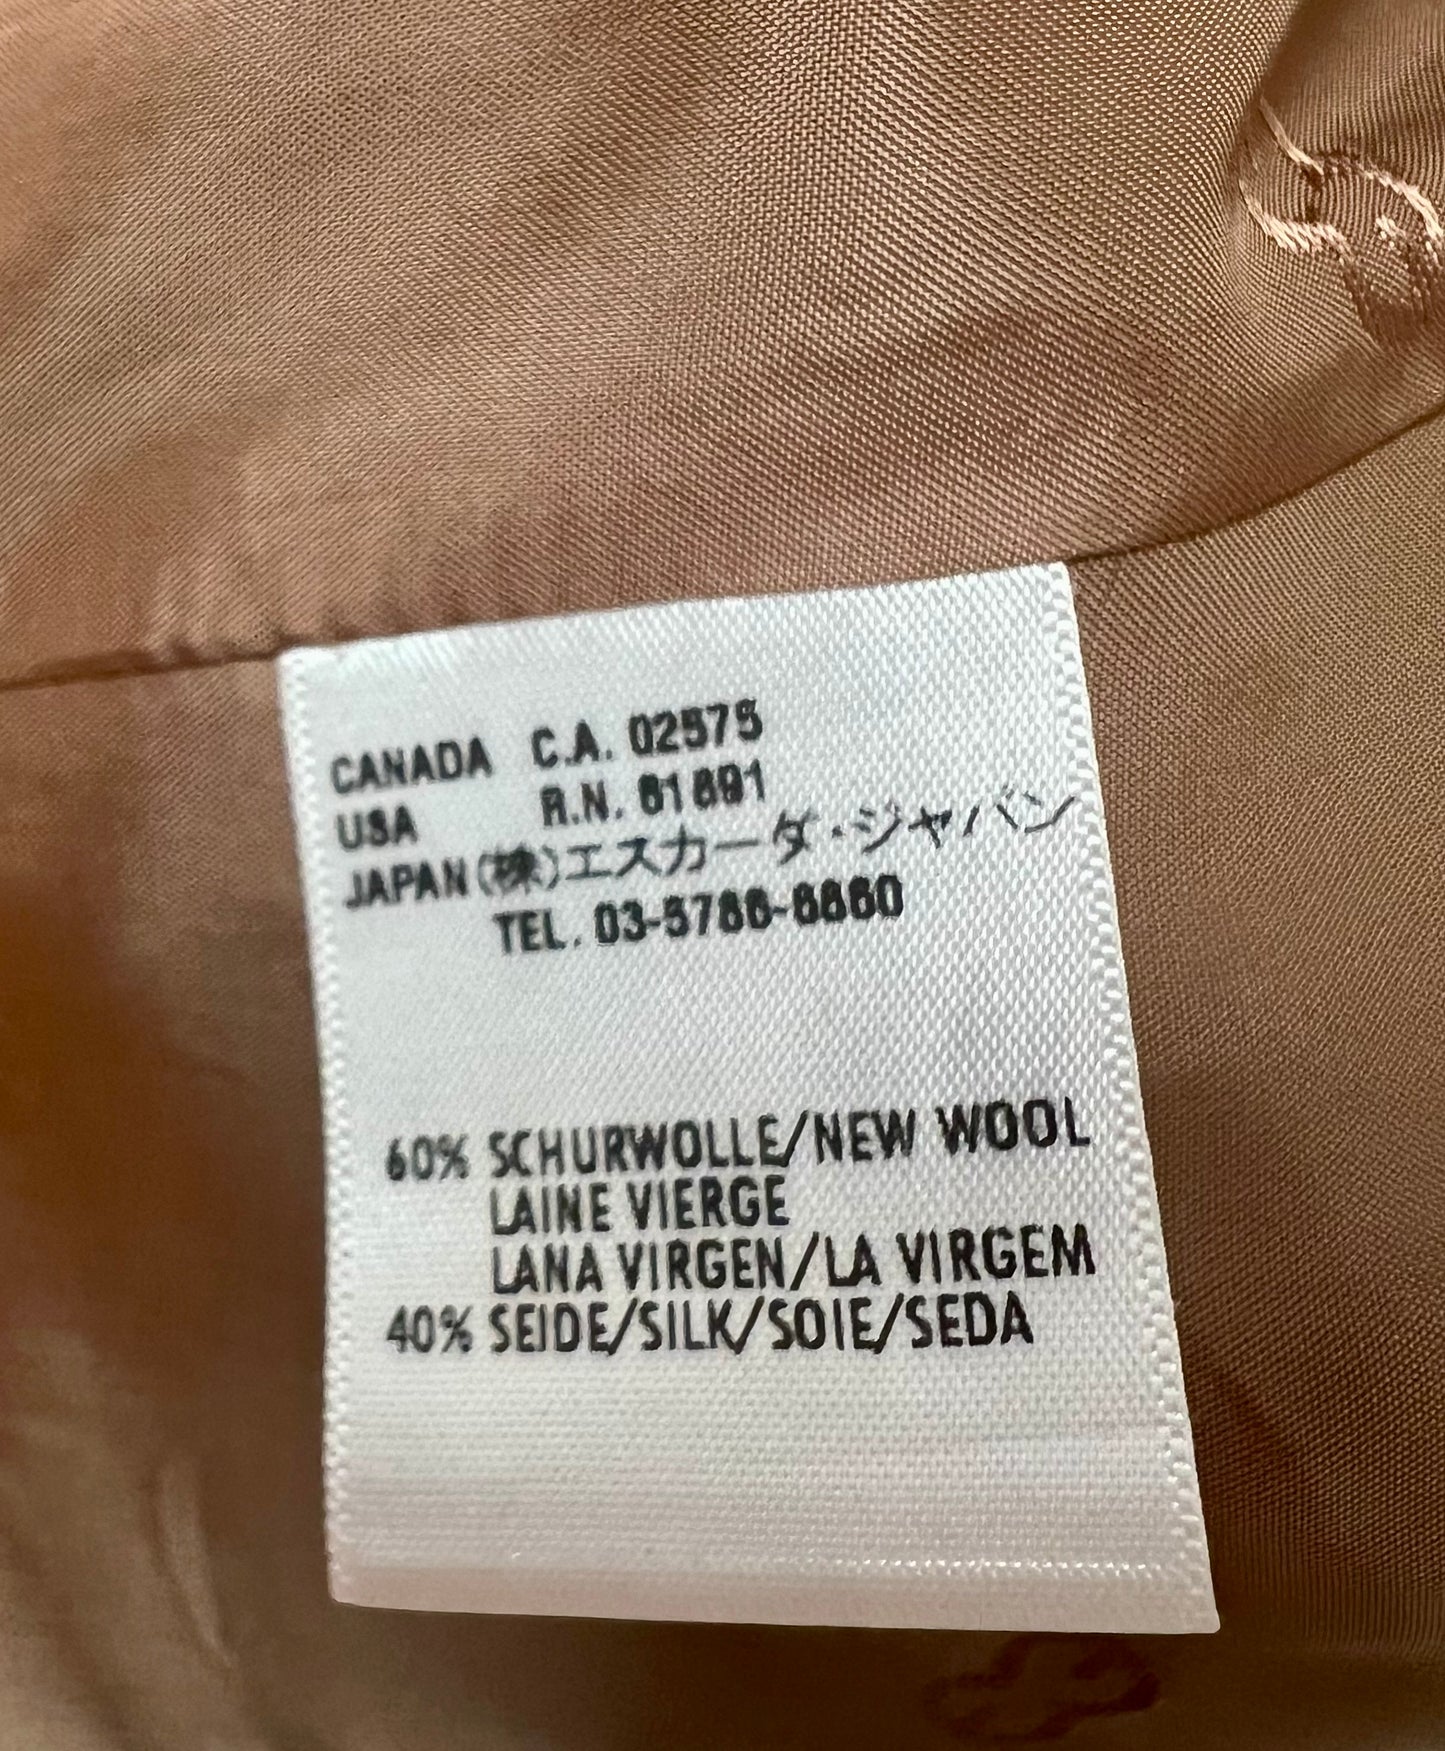 CANADA C.A. 02575
USA R.N. 81891
JAPAN (株)エスカーダ・ジャパン
TEL. 03-5786-8860
60% SCHURWOLLE/NEW WOOL
LAINE VIERGE
LANA VIRGEN/LA VIRGEM
40% SEIDE/SILK/SOIE/SEDA